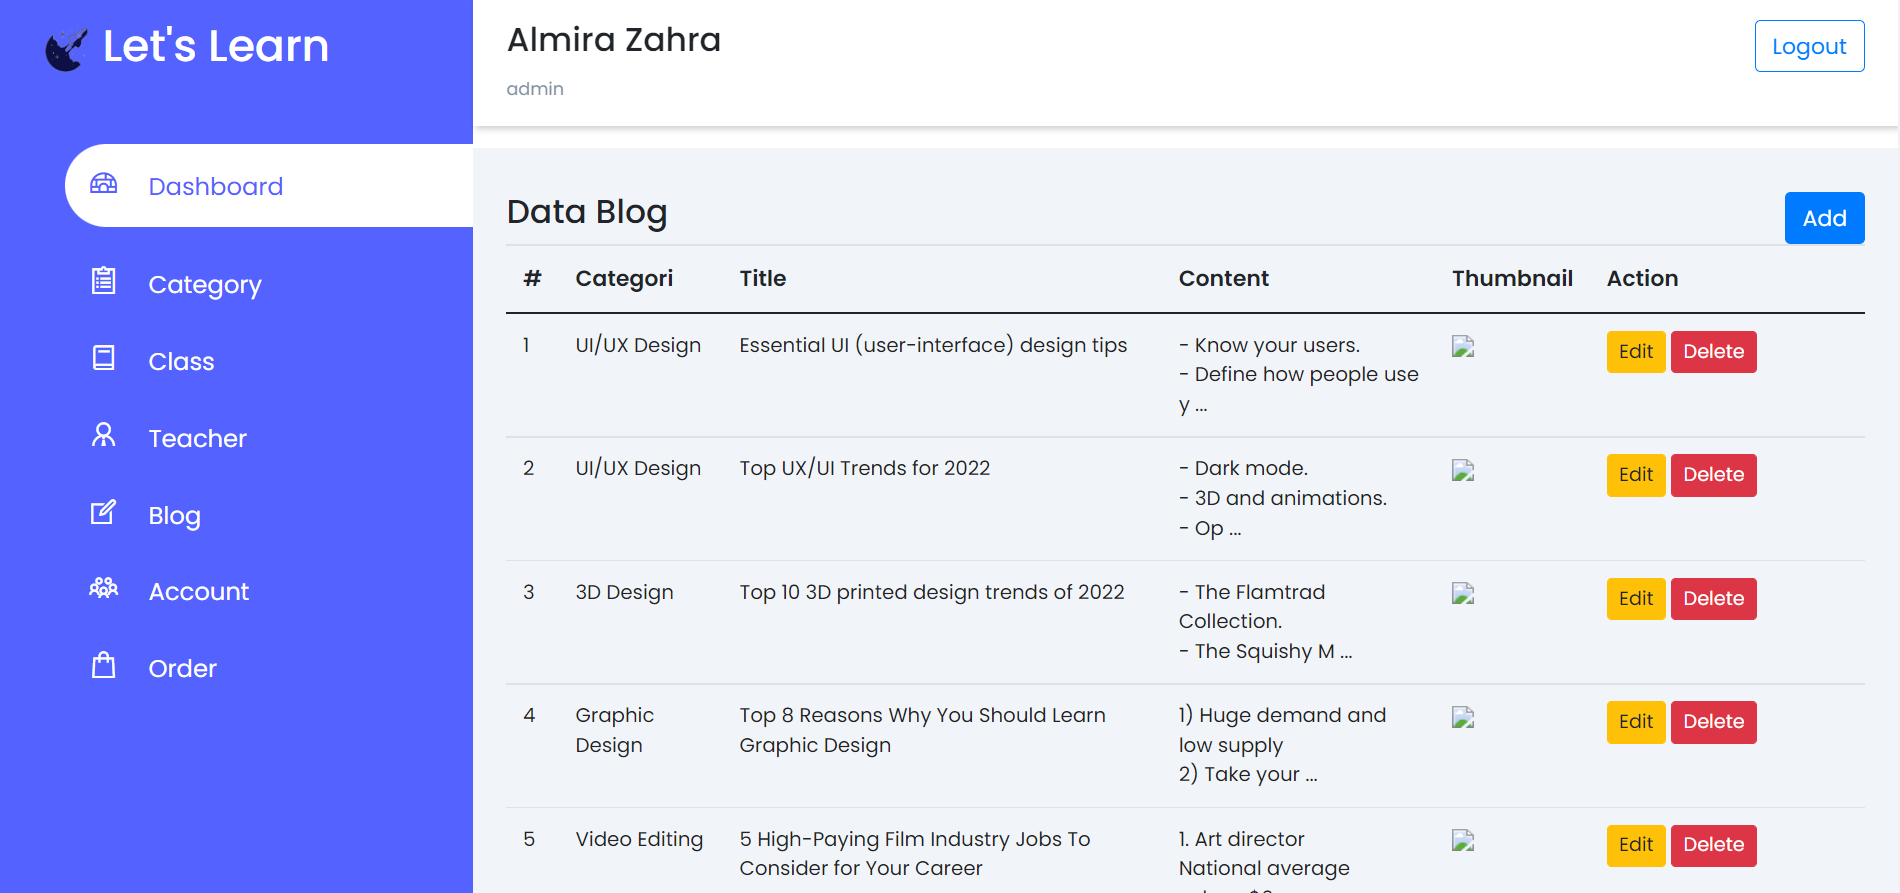 Let's Learn
Almira Zahra
Logout
admin
Dashboard
Category
Class
Teacher
Blog
Account
Order
Data Blog
Add
# Categori Title Content Thumbnail Action
1 UI/UX Design Essential UI (user-interface) design tips - Know your users. Edit Delete
- Define how people use
y ...
2 UI/UX Design Top UX/UI Trends for 2022 - Dark mode. Edit Delete
- 3D and animations.
- Op ...
3 3D Design Top 10 3D printed design trends of 2022 - The Flamtrad Edit Delete
Collection.
- The Squishy M ...
4 Graphic Top 8 Reasons Why You Should Learn 1) Huge demand and Edit Delete
Design Graphic Design low supply
2) Take your ...
5 Video Editing 5 High-Paying Film Industry Jobs To 1. Art director Edit Delete
Consider for Your Career National average